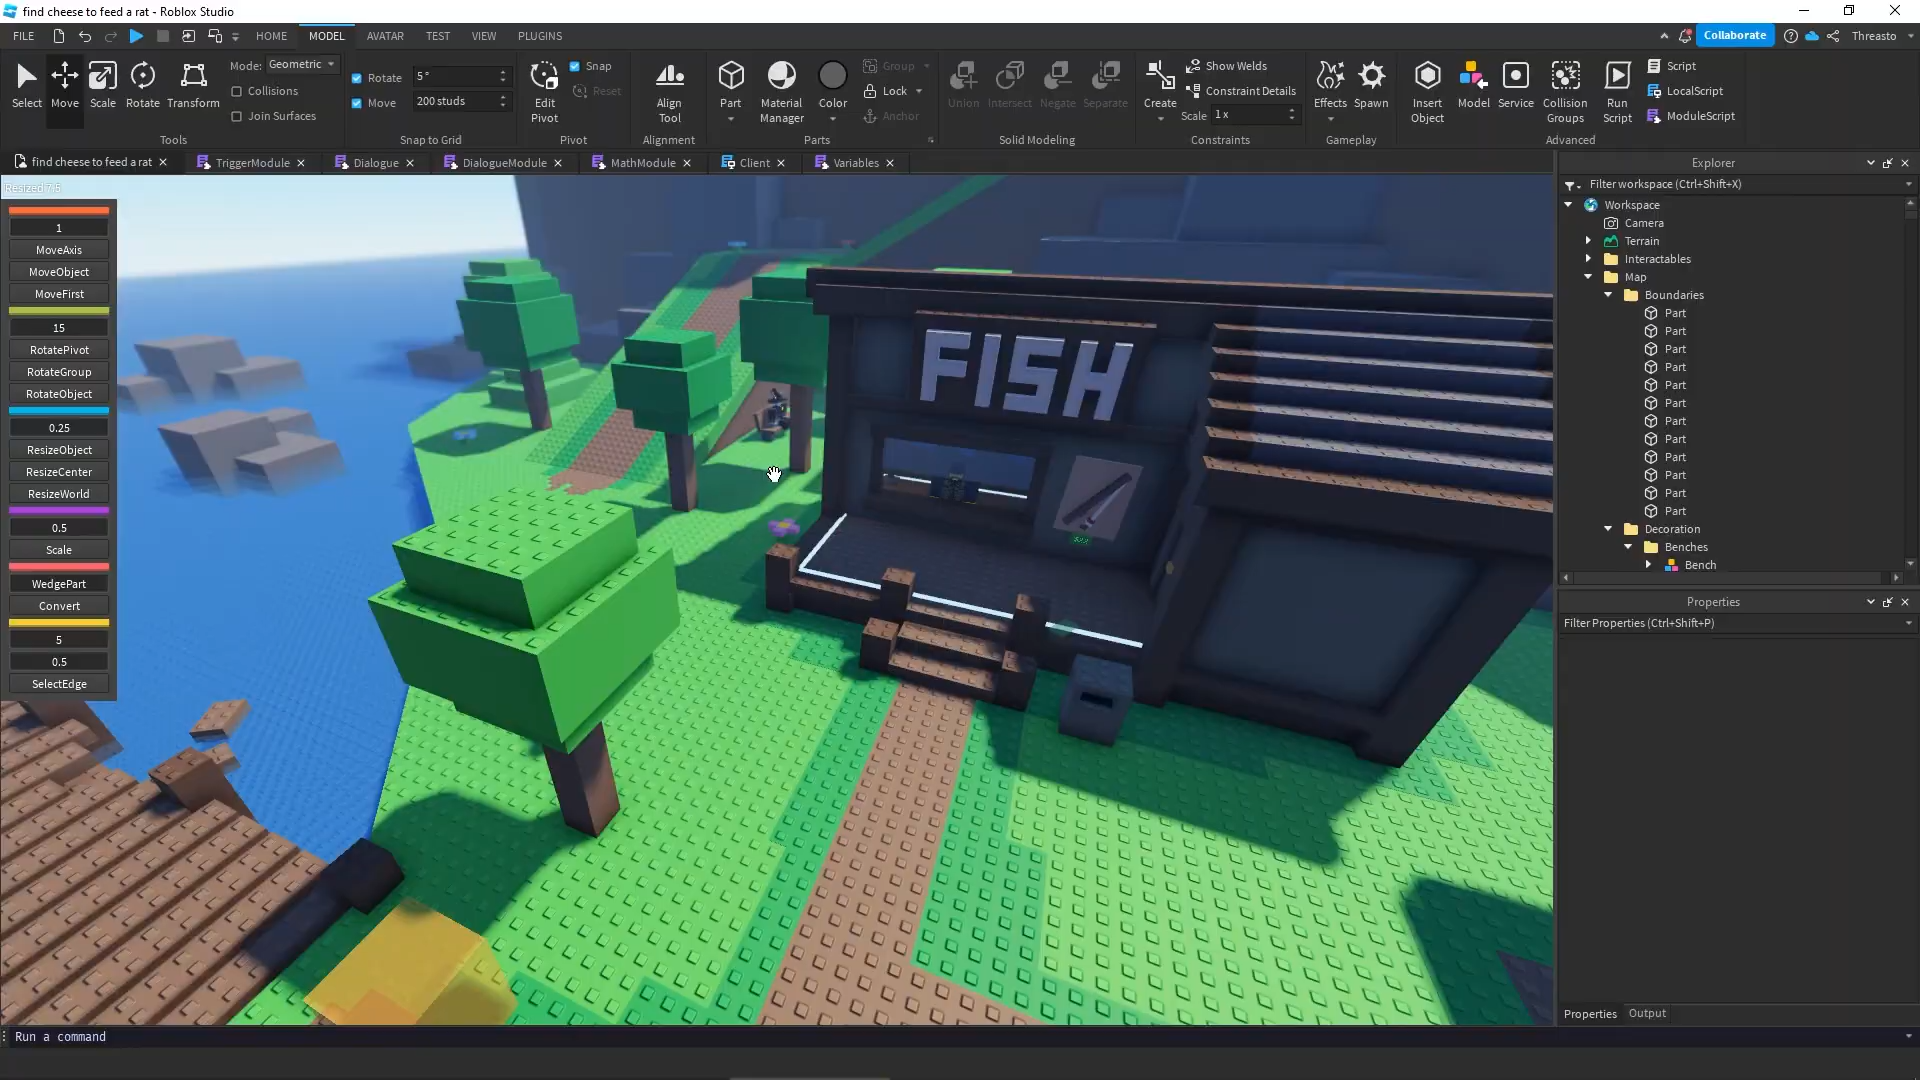 find cheese to feed a rat - Roblox Studio
FILE HOME MODEL AVATAR TEST VIEW PLUGINS Collaborate Threasto
Select Move Scale Rotate Transform
Mode: Geometric
Collisions
Join Surfaces
Tools
Rotate 5 °
Move 200 studs
Snap to Grid
Edit Pivot
Snap
Reset
Pivot
Align Tool
Alignment
Part Material Manager Color
Group
Lock
Anchor
Parts
Union Intersect Negate Separate
Solid Modeling
Create
Show Welds
Constraint Details
Scale 1 x
Constraints
Effects Spawn
Gameplay
Insert Object Model Service Collision Groups Run Script
Script
LocalScript
ModuleScript
Advanced
find cheese to feed a rat TriggerModule Dialogue DialogueModule MathModule Client Variables
Resized 7.5
1
MoveAxis
MoveObject
MoveFirst
15
RotatePivot
RotateGroup
RotateObject
0.25
ResizeObject
ResizeCenter
ResizeWorld
0.5
Scale
WedgePart
Convert
5
0.5
SelectEdge
FISH
Explorer
Filter workspace (Ctrl+Shift+X)
Workspace
Camera
Terrain
Interactables
Map
Boundaries
Part
Part
Part
Part
Part
Part
Part
Part
Part
Part
Part
Part
Decoration
Benches
Bench
Properties
Filter Properties (Ctrl+Shift+P)
Properties Output
Run a command